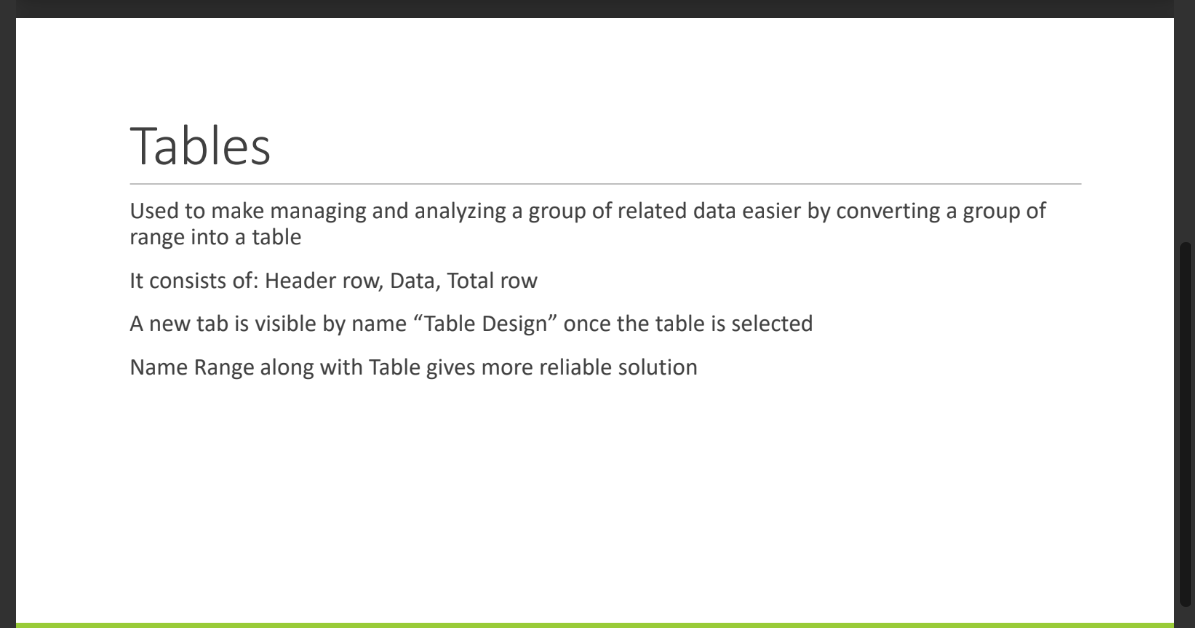 Tables
Used to make managing and analyzing a group of related data easier by converting a group of
range into a table
It consists of: Header row, Data, Total row
A new tab is visible by name “Table Design” once the table is selected
Name Range along with Table gives more reliable solution